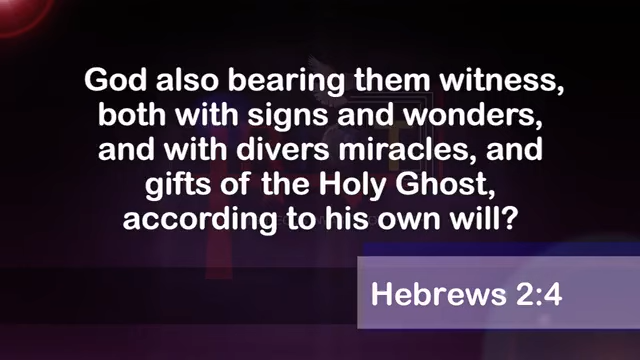 God also bearing them witness,
both with signs and wonders,
and with divers miracles, and
gifts of the Holy Ghost,
according to his own will?
Hebrews 2:4